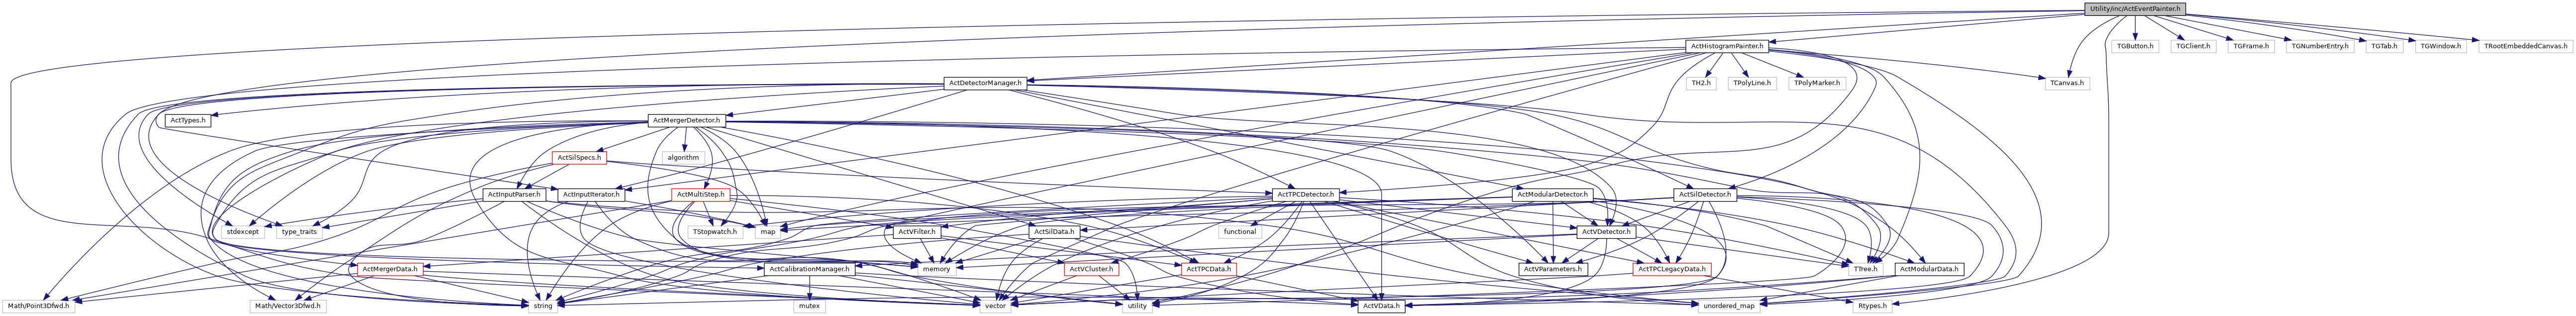 Utility/inc/ActEventPainter.h
ActHistogramPainter.h
TGButton.h
TGClient.h
TGFrame.h
TGNumberEntry.h
TGTab.h
TGWindow.h
TRootEmbeddedCanvas.h
ActDetectorManager.h
TH2.h
TPolyLine.h
TPolyMarker.h
TCanvas.h
ActTypes.h
ActMergerDetector.h
ActSilSpecs.h
algorithm
ActInputParser.h
ActInputIterator.h
ActMultiStep.h
ActTPCDetector.h
ActModularDetector.h
ActSilDetector.h
stdexcept
type_traits
TStopwatch.h
map
ActVFilter.h
ActSilData.h
functional
ActVDetector.h
ActMergerData.h
ActCalibrationManager.h
memory
ActVCluster.h
ActTPCData.h
ActVParameters.h
ActTPCLegacyData.h
TTree.h
ActModularData.h
Math/Point3Dfwd.h
Math/Vector3Dfwd.h
string
mutex
vector
utility
ActVData.h
unordered_map
Rtypes.h